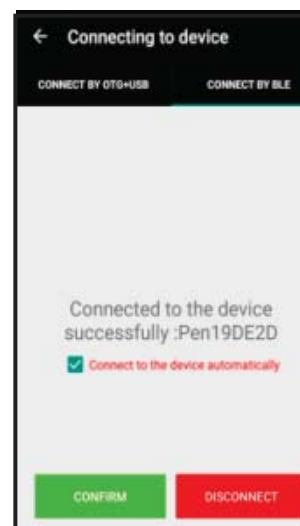 ← Connecting to device
CONNECT BY OTG+USB CONNECT BY BLE
Connected to the device
successfully :Pen19DE2D
Connect to the device automatically
CONFIRM DISCONNECT